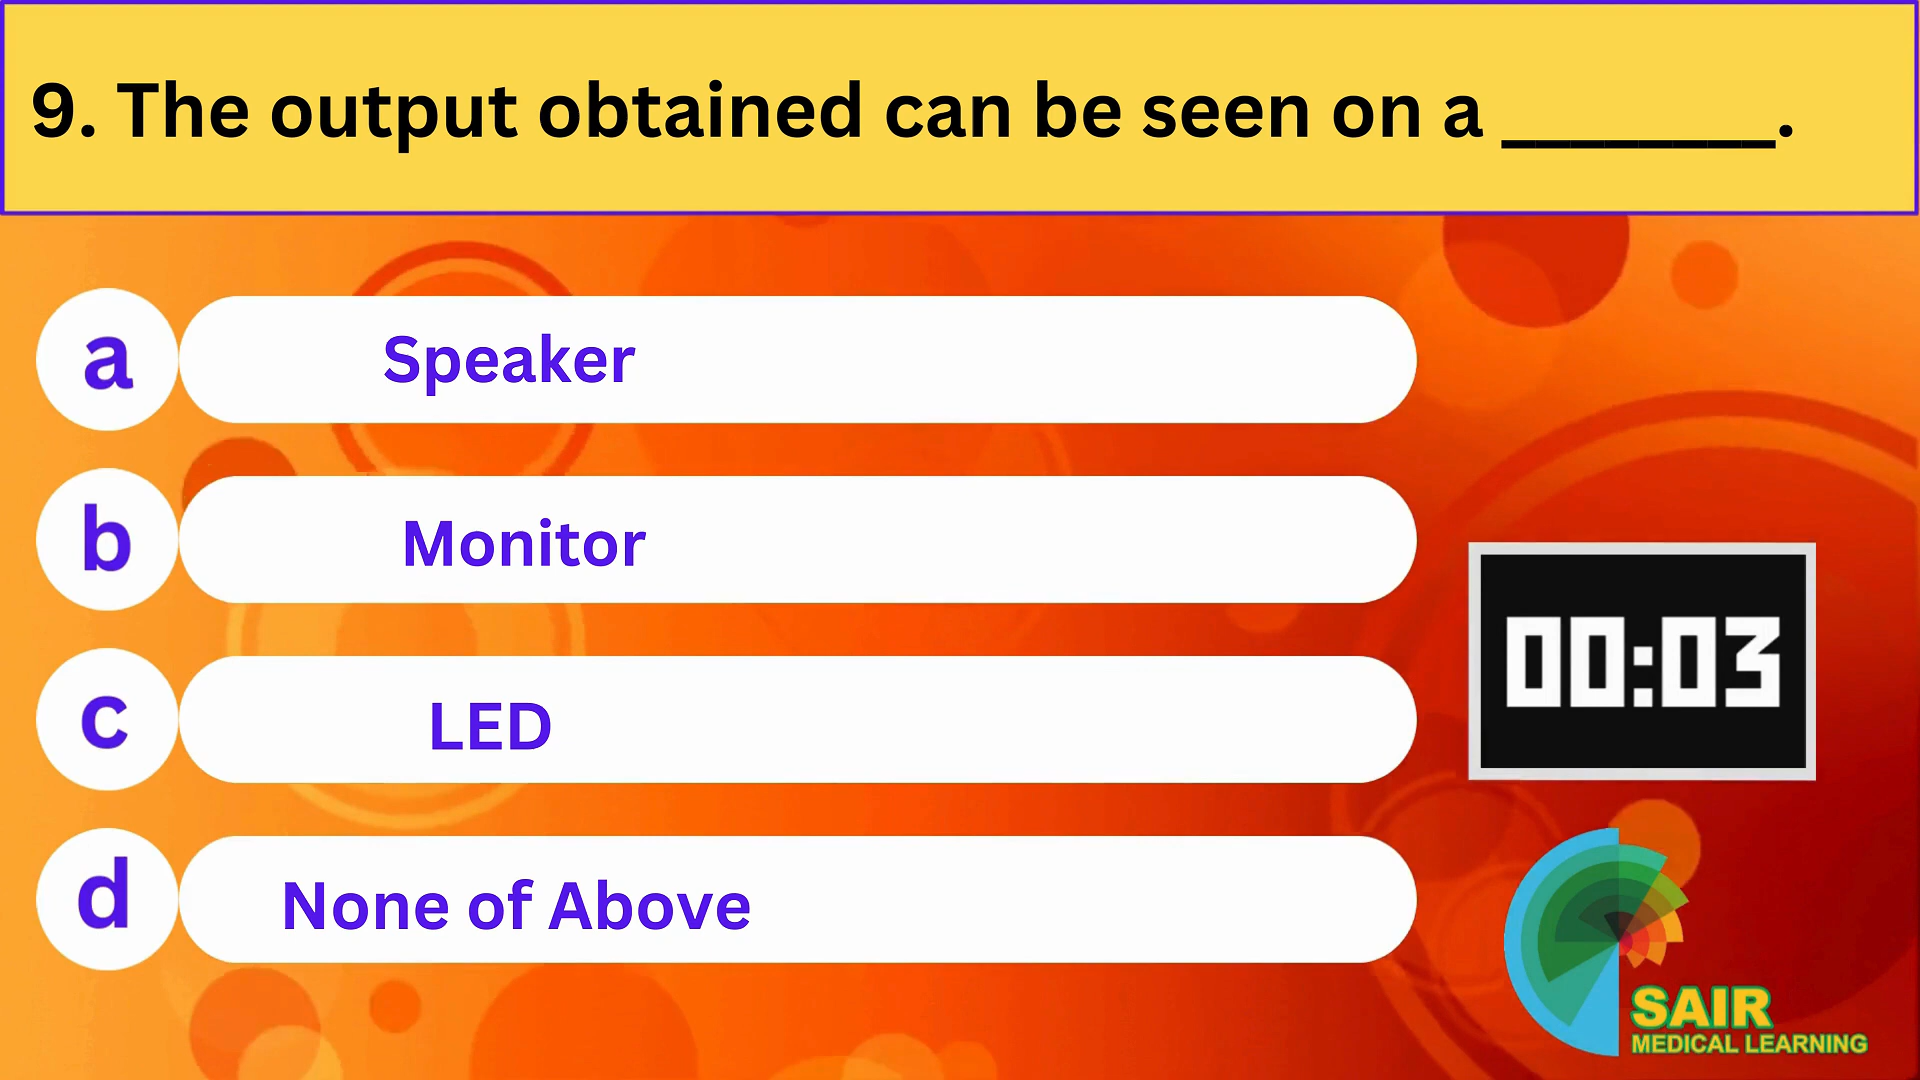 9. The output obtained can be seen on a ________.
a Speaker
b Monitor
c LED
00:03
d None of Above
SAIR
MEDICAL LEARNING